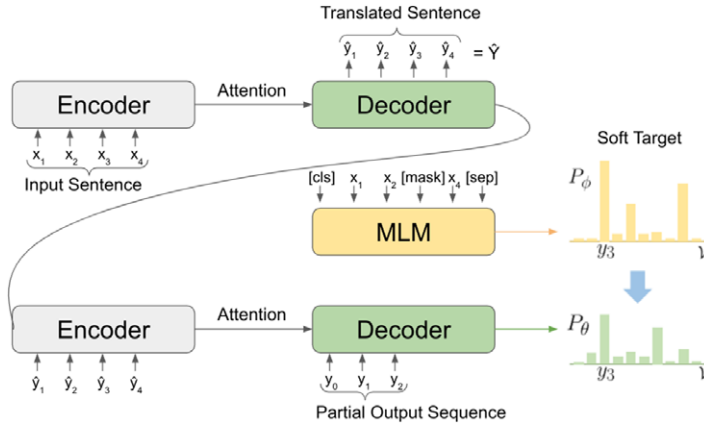 Translated Sentence
ŷ1 ŷ2 ŷ3 ŷ4 = Ŷ
Encoder
Attention
Decoder
x1 x2 x3 x4
Input Sentence
Soft Target
[cls] x1 x2 [mask] x4 [sep]
Pϕ
MLM
y3
Encoder
Attention
Decoder
Pθ
ŷ1 ŷ2 ŷ3 ŷ4
y0 y1 y2
y3
Partial Output Sequence